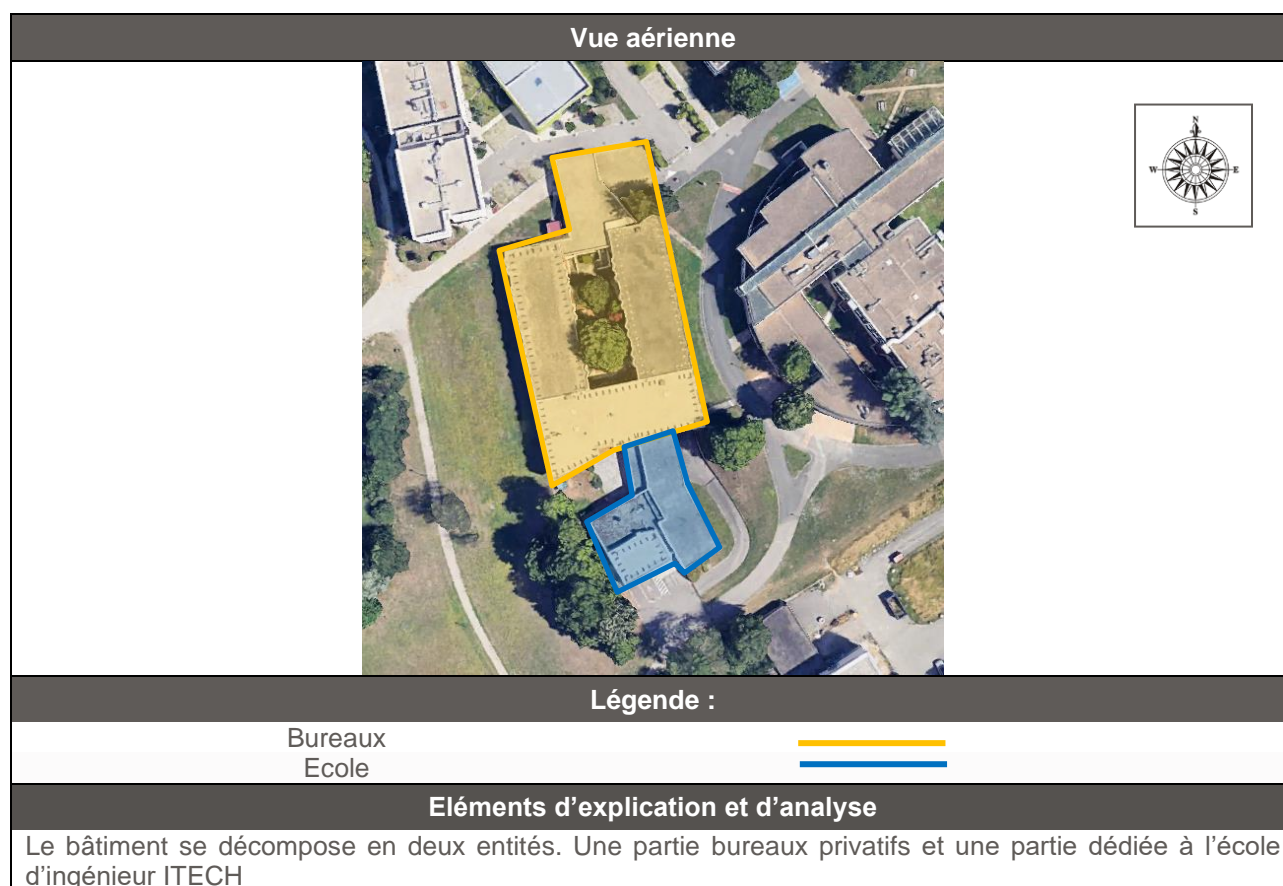 Vue aérienne
N
W E
S
Légende :
Bureaux
Ecole
Eléments d’explication et d’analyse
Le bâtiment se décompose en deux entités. Une partie bureaux privatifs et une partie dédiée à l’école
d’ingénieur ITECH